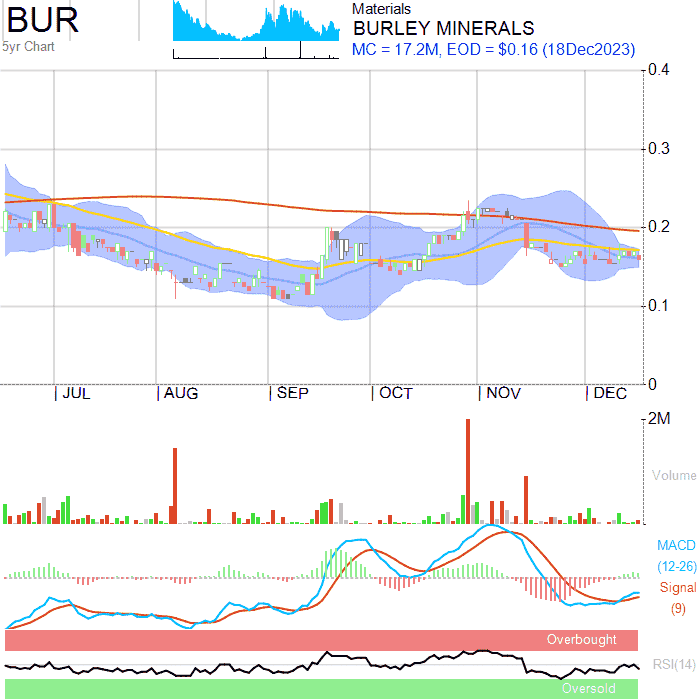 BUR
5yr Chart
Materials
BURLEY MINERALS
MC = 17.2M, EOD = $0.16 (18Dec2023)
0.4
0.3
0.2
0.1
0
JUL AUG SEP OCT NOV DEC
2M
Volume
MACD
(12-26)
Signal
(9)
Overbought
RSI(14)
Oversold